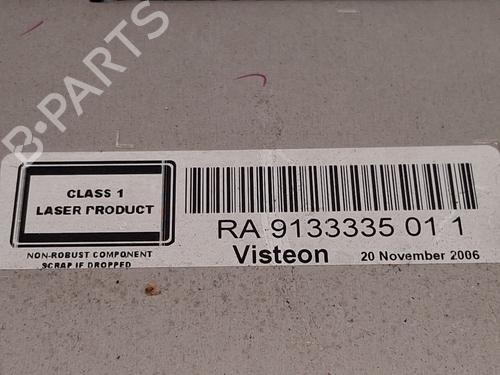 B-PARTS
CLASS 1
LASER PRODUCT
NON-ROBUST COMPONENT
SCRAP IF DROPPED
RA 9133335 01 1
Visteon
20 November 2006